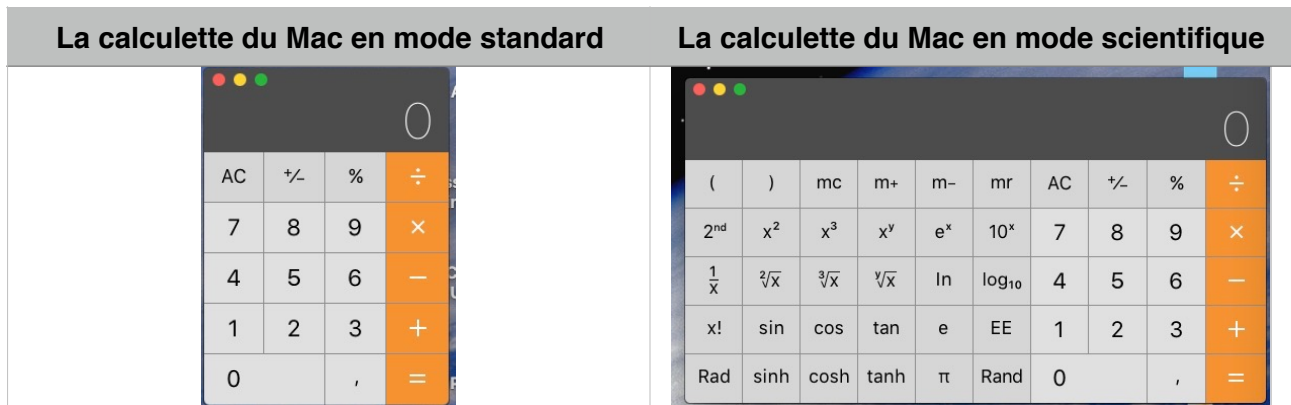 La calculette du Mac en mode standard
La calculette du Mac en mode scientifique
0
AC ⁺∕₋ % ÷
7 8 9 ×
4 5 6 −
1 2 3 +
0 , =
0
( ) mc m+ m− mr AC ⁺∕₋ % ÷
2ⁿᵈ x² x³ xʸ eˣ 10ˣ 7 8 9 ×
1/x ²√x ³√x ʸ√x ln log₁₀ 4 5 6 −
x! sin cos tan e EE 1 2 3 +
Rad sinh cosh tanh π Rand 0 , =